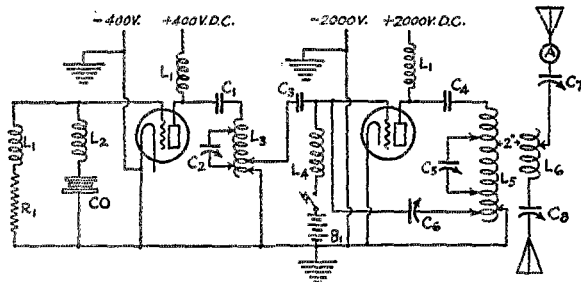 -400V. +400V.D.C. -2000V. +2000V.D.C.
A
L₁ L₁ C₇
C₁ C₃ C₄
L₁ L₂ C₂ L₃ L₄ C₅ 2" L₅ L₆
R₁ CO C₆ C₈
B₁